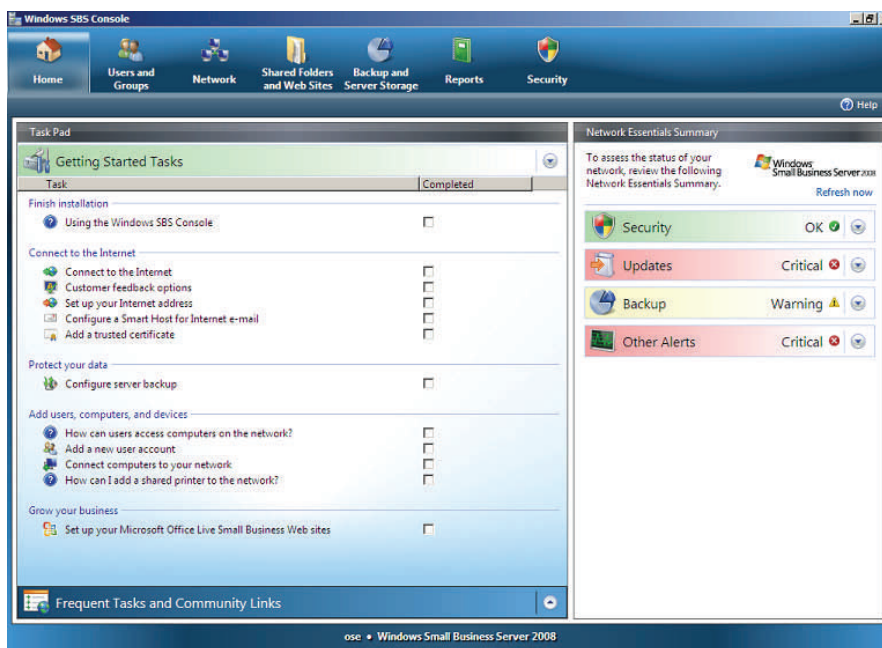 Windows SBS Console
Home
Users and
Groups
Network
Shared Folders
and Web Sites
Backup and
Server Storage
Reports
Security
Help
Task Pad
Getting Started Tasks
Task Completed
Finish installation
Using the Windows SBS Console
Connect to the Internet
Connect to the Internet
Customer feedback options
Set up your Internet address
Configure a Smart Host for Internet e-mail
Add a trusted certificate
Protect your data
Configure server backup
Add users, computers, and devices
How can users access computers on the network?
Add a new user account
Connect computers to your network
How can I add a shared printer to the network?
Grow your business
Set up your Microsoft Office Live Small Business Web sites
Frequent Tasks and Community Links
Network Essentials Summary
To assess the status of your
network, review the following
Network Essentials Summary.
Windows
Small Business Server 2008
Refresh now
Security OK
Updates Critical
Backup Warning
Other Alerts Critical
ose • Windows Small Business Server 2008